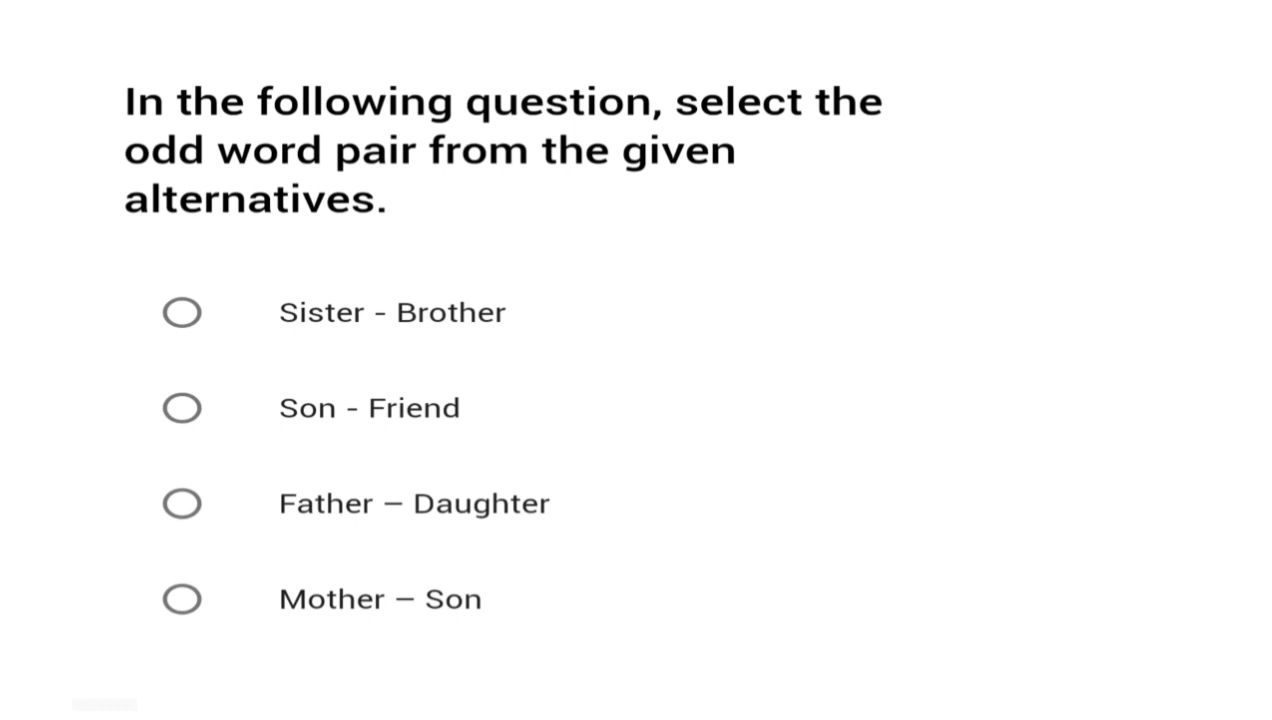 In the following question, select the
odd word pair from the given
alternatives.
Sister - Brother
Son - Friend
Father – Daughter
Mother – Son